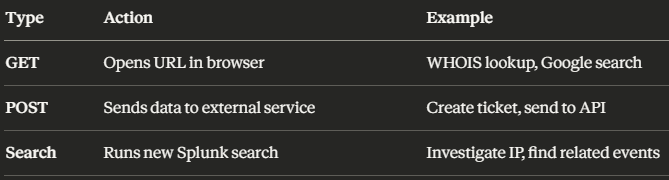 Type Action Example
GET Opens URL in browser WHOIS lookup, Google search
POST Sends data to external service Create ticket, send to API
Search Runs new Splunk search Investigate IP, find related events